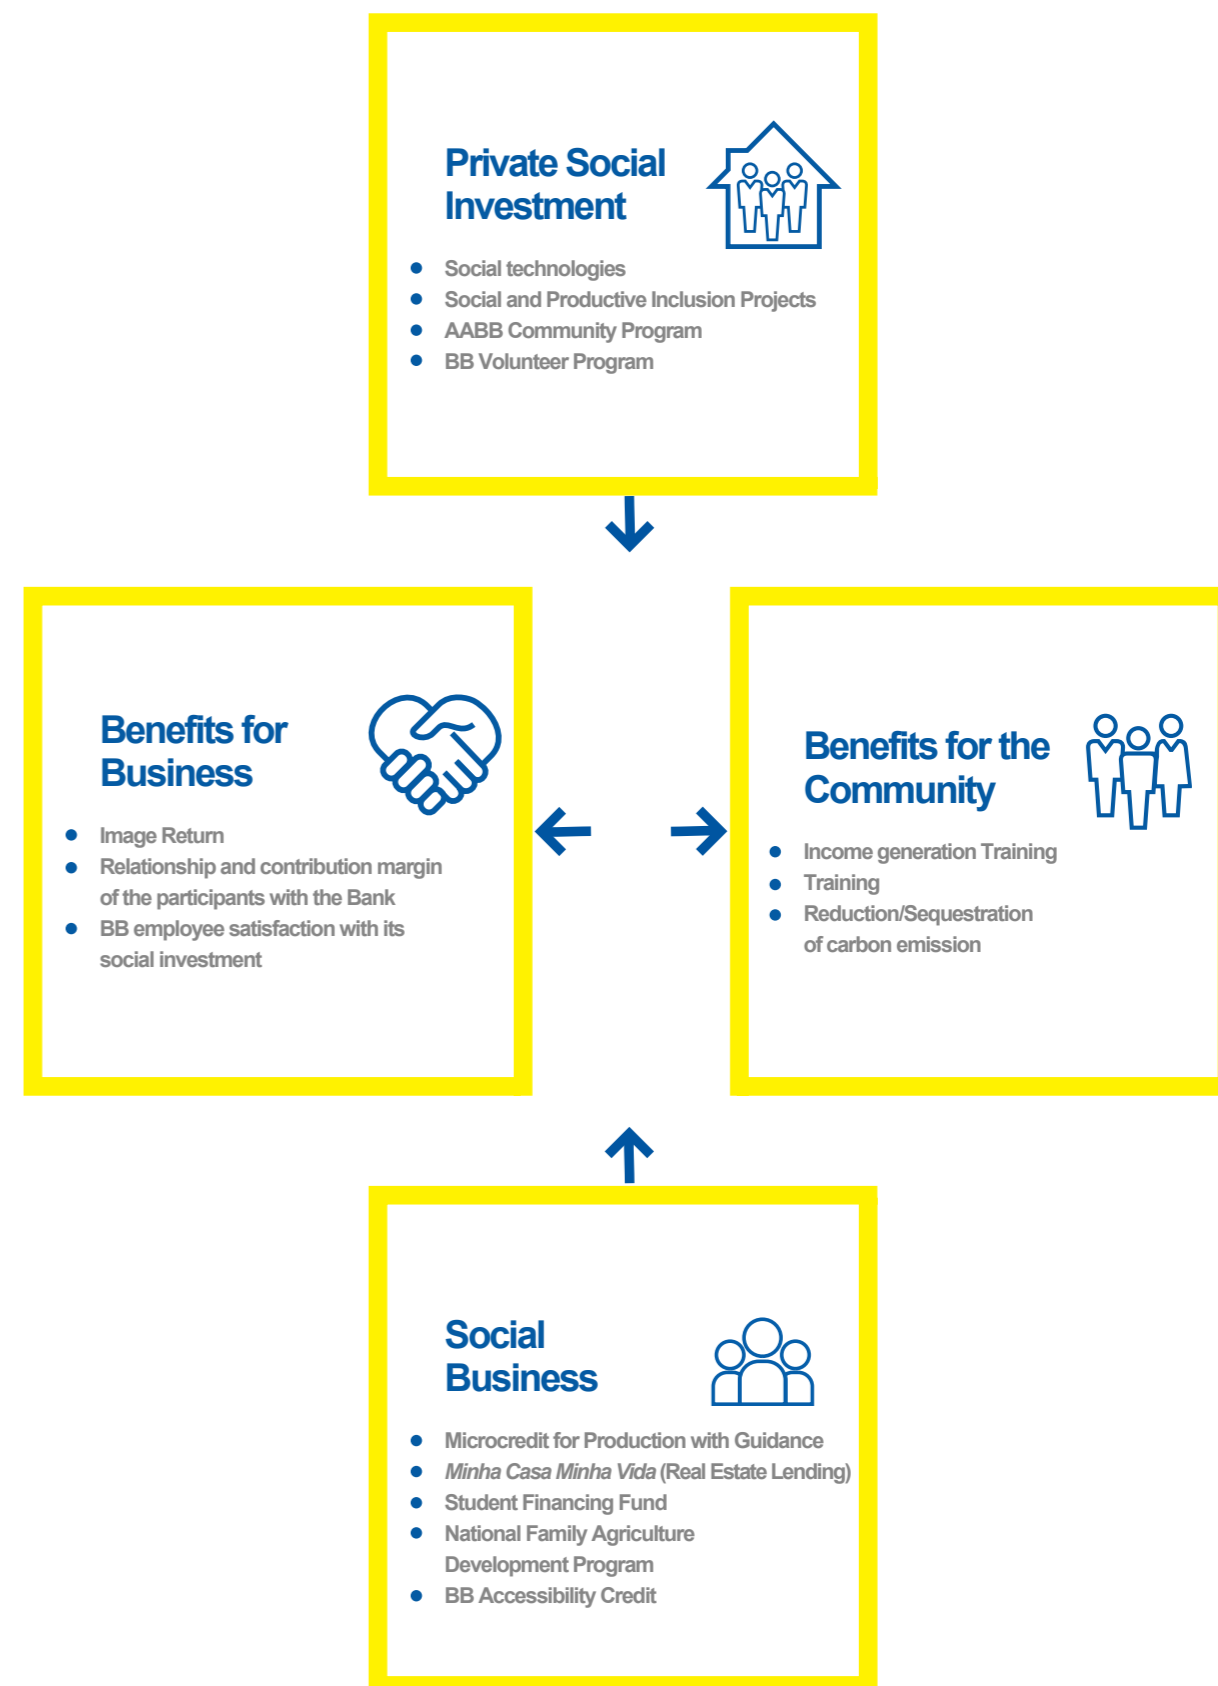 Private Social
Investment
Social technologies
Social and Productive Inclusion Projects
AABB Community Program
BB Volunteer Program
Benefits for
Business
Image Return
Relationship and contribution margin
of the participants with the Bank
BB employee satisfaction with its
social investment
Benefits for the
Community
Income generation Training
Training
Reduction/Sequestration
of carbon emission
Social
Business
Microcredit for Production with Guidance
Minha Casa Minha Vida (Real Estate Lending)
Student Financing Fund
National Family Agriculture
Development Program
BB Accessibility Credit